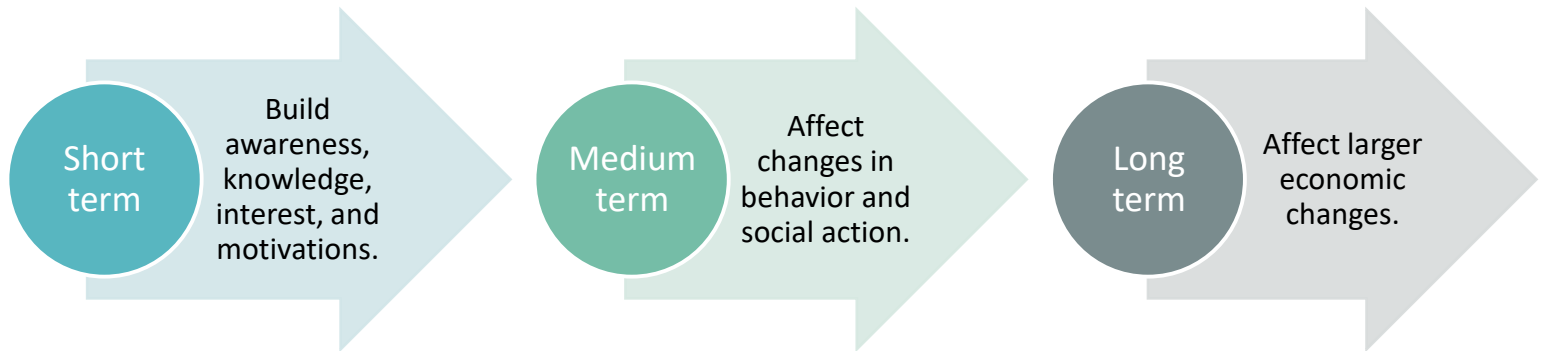 Short
term
Build
awareness,
knowledge,
interest, and
motivations.
Medium
term
Affect
changes in
behavior and
social action.
Long
term
Affect larger
economic
changes.